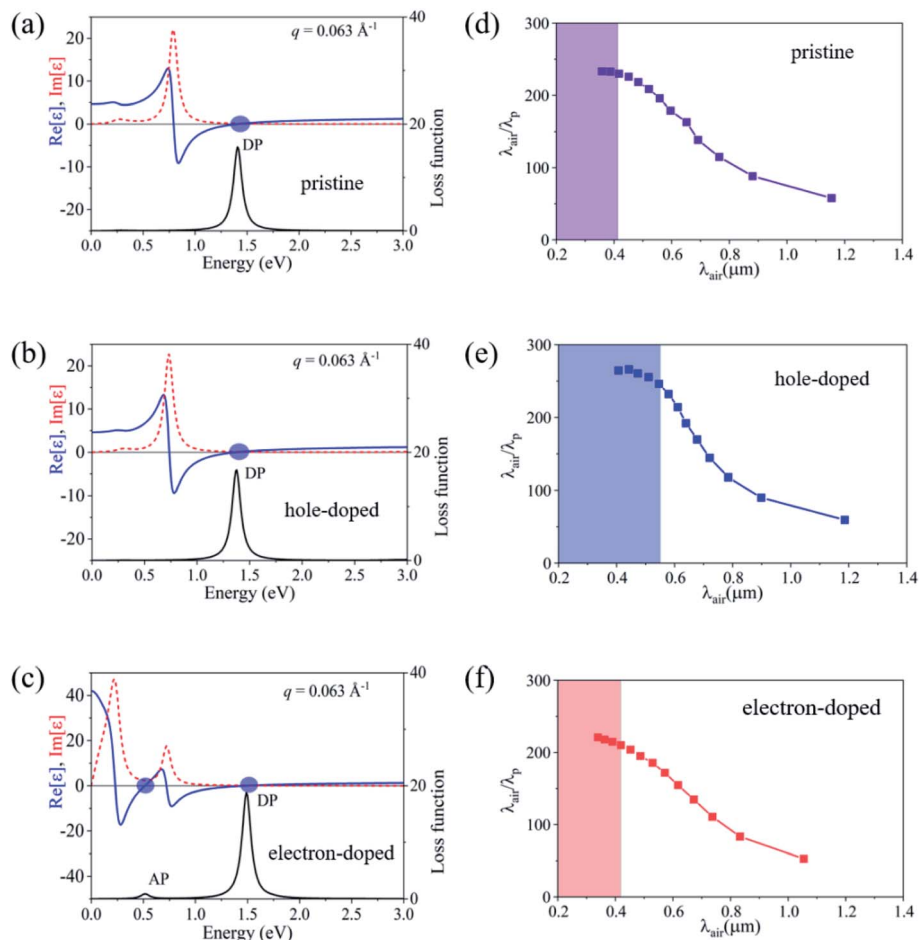 (a)
q = 0.063 Å-1
DP
pristine
20
10
0
-10
-20
40
20
0
Re[ε], Im[ε]
Loss function
0.0 0.5 1.0 1.5 2.0 2.5 3.0
Energy (eV)
(d)
pristine
300
200
100
0
λair/λp
0.2 0.4 0.6 0.8 1.0 1.2 1.4
λair(μm)
(b)
q = 0.063 Å-1
DP
hole-doped
20
10
0
-10
-20
40
20
0
Re[ε], Im[ε]
Loss function
0.0 0.5 1.0 1.5 2.0 2.5 3.0
Energy (eV)
(e)
hole-doped
300
200
100
0
λair/λp
0.2 0.4 0.6 0.8 1.0 1.2 1.4
λair(μm)
(c)
q = 0.063 Å-1
DP
AP
electron-doped
40
20
0
-20
-40
40
20
0
Re[ε], Im[ε]
Loss function
0.0 0.5 1.0 1.5 2.0 2.5 3.0
Energy (eV)
(f)
electron-doped
300
200
100
0
λair/λp
0.2 0.4 0.6 0.8 1.0 1.2 1.4
λair(μm)